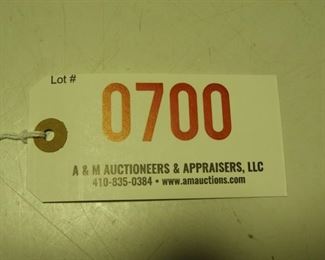 Lot #
0700
A & M AUCTIONEERS & APPRAISERS, LLC
410-835-0384 • www.amauctions.com